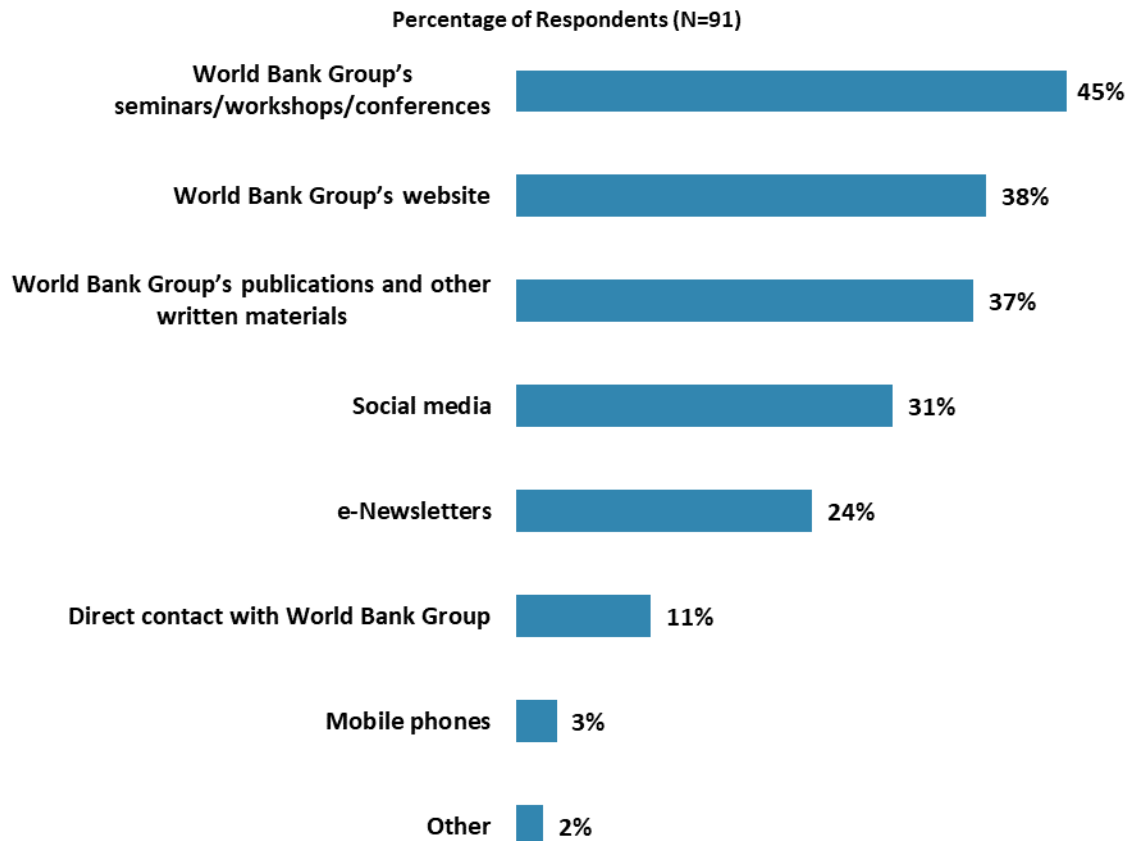 Percentage of Respondents (N=91)
World Bank Group’s
seminars/workshops/conferences
45%
World Bank Group’s website
38%
World Bank Group’s publications and other
written materials
37%
Social media
31%
e-Newsletters
24%
Direct contact with World Bank Group
11%
Mobile phones
3%
Other
2%